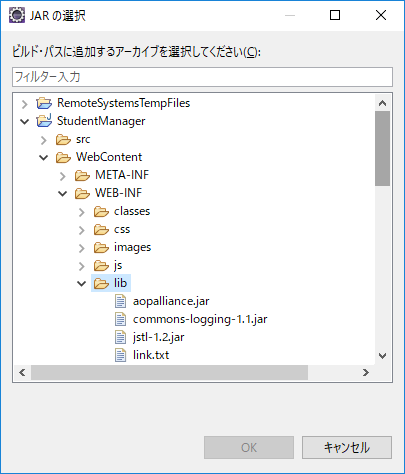 JAR の選択
ビルド・パスに追加するアーカイブを選択してください(C):
フィルター入力
RemoteSystemsTempFiles
StudentManager
src
WebContent
META-INF
WEB-INF
classes
css
images
js
lib
aopalliance.jar
commons-logging-1.1.jar
jstl-1.2.jar
link.txt
OK
キャンセル